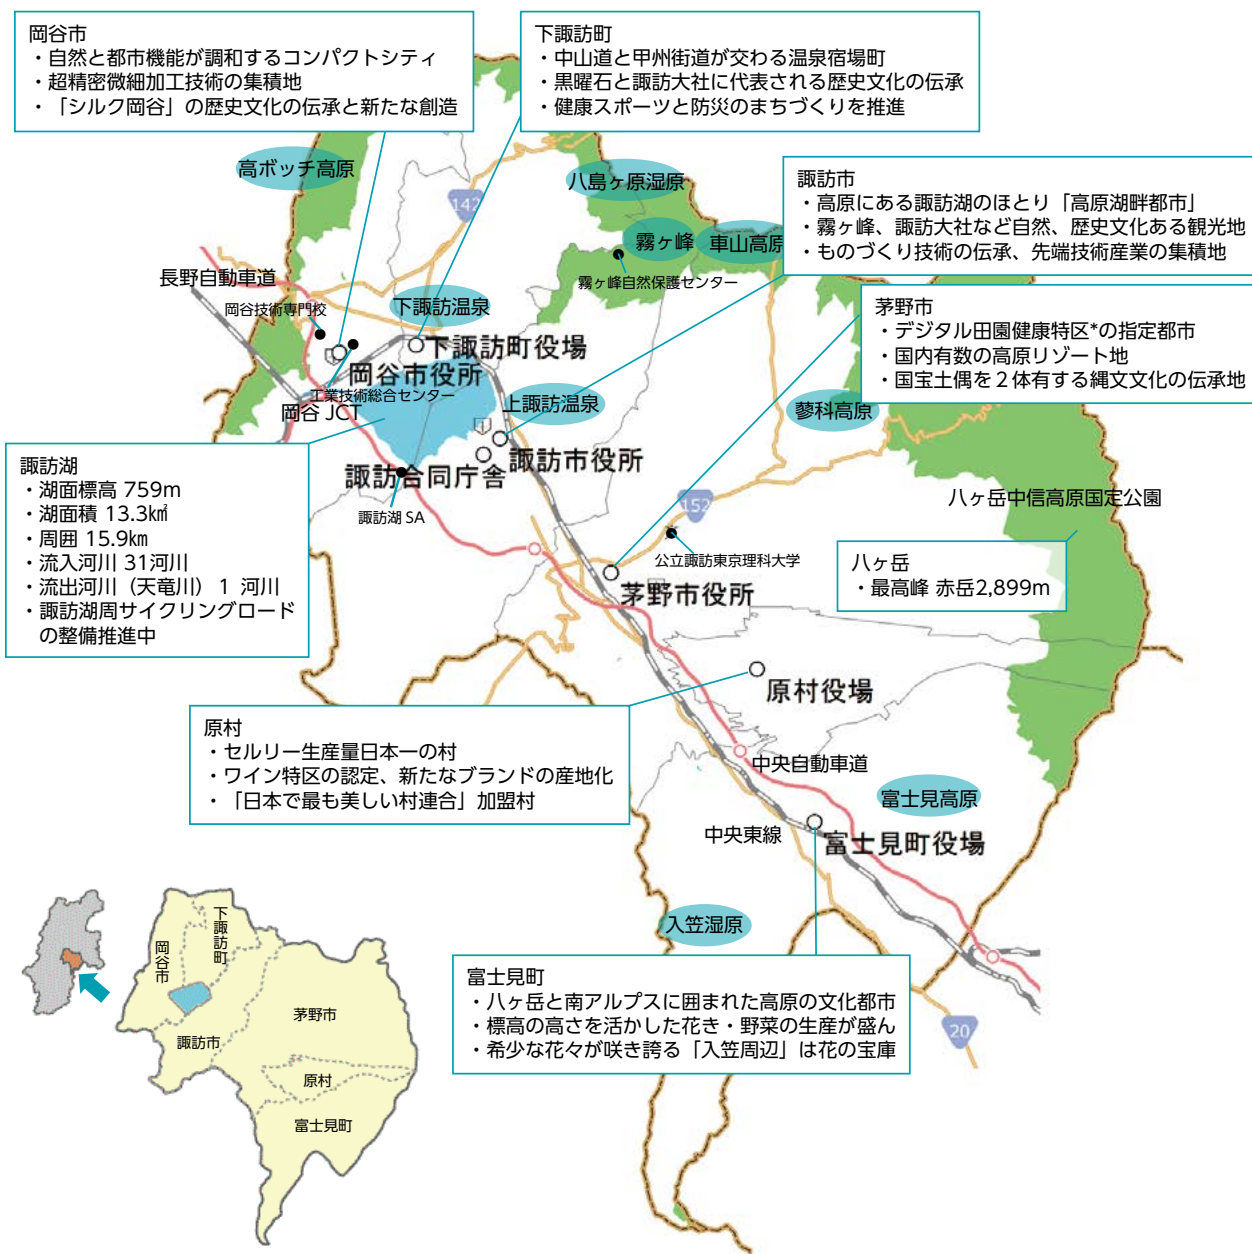 岡谷市
・自然と都市機能が調和するコンパクトシティ
・超精密微細加工技術の集積地
・「シルク岡谷」の歴史文化の伝承と新たな創造
下諏訪町
・中山道と甲州街道が交わる温泉宿場町
・黒曜石と諏訪大社に代表される歴史文化の伝承
・健康スポーツと防災のまちづくりを推進
諏訪市
・高原にある諏訪湖のほとり「高原湖畔都市」
・霧ヶ峰、諏訪大社など自然、歴史文化ある観光地
・ものづくり技術の伝承、先端技術産業の集積地
茅野市
・デジタル田園健康特区*の指定都市
・国内有数の高原リゾート地
・国宝土偶を２体有する縄文文化の伝承地
高ボッチ高原
八島ヶ原湿原
142
霧ヶ峰
車山高原
霧ヶ峰自然保護センター
長野自動車道
岡谷技術専門校
下諏訪温泉
下諏訪町役場
岡谷市役所
工業技術総合センター
岡谷 JCT
上諏訪温泉
蓼科高原
諏訪市役所
諏訪合同庁舎
諏訪湖 SA
152
八ヶ岳中信高原国定公園
公立諏訪東京理科大学
茅野市役所
諏訪湖
・湖面標高 759m
・湖面積 13.3㎢
・周囲 15.9㎞
・流入河川 31河川
・流出河川（天竜川）１ 河川
・諏訪湖周サイクリングロード
の整備推進中
八ヶ岳
・最高峰 赤岳2,899m
原村役場
原村
・セルリー生産量日本一の村
・ワイン特区の認定、新たなブランドの産地化
・「日本で最も美しい村連合」加盟村
中央自動車道
富士見高原
中央東線
富士見町役場
入笠湿原
富士見町
・八ヶ岳と南アルプスに囲まれた高原の文化都市
・標高の高さを活かした花き・野菜の生産が盛ん
・希少な花々が咲き誇る「入笠周辺」は花の宝庫
20
下諏訪町
岡谷市
茅野市
諏訪市
原村
富士見町